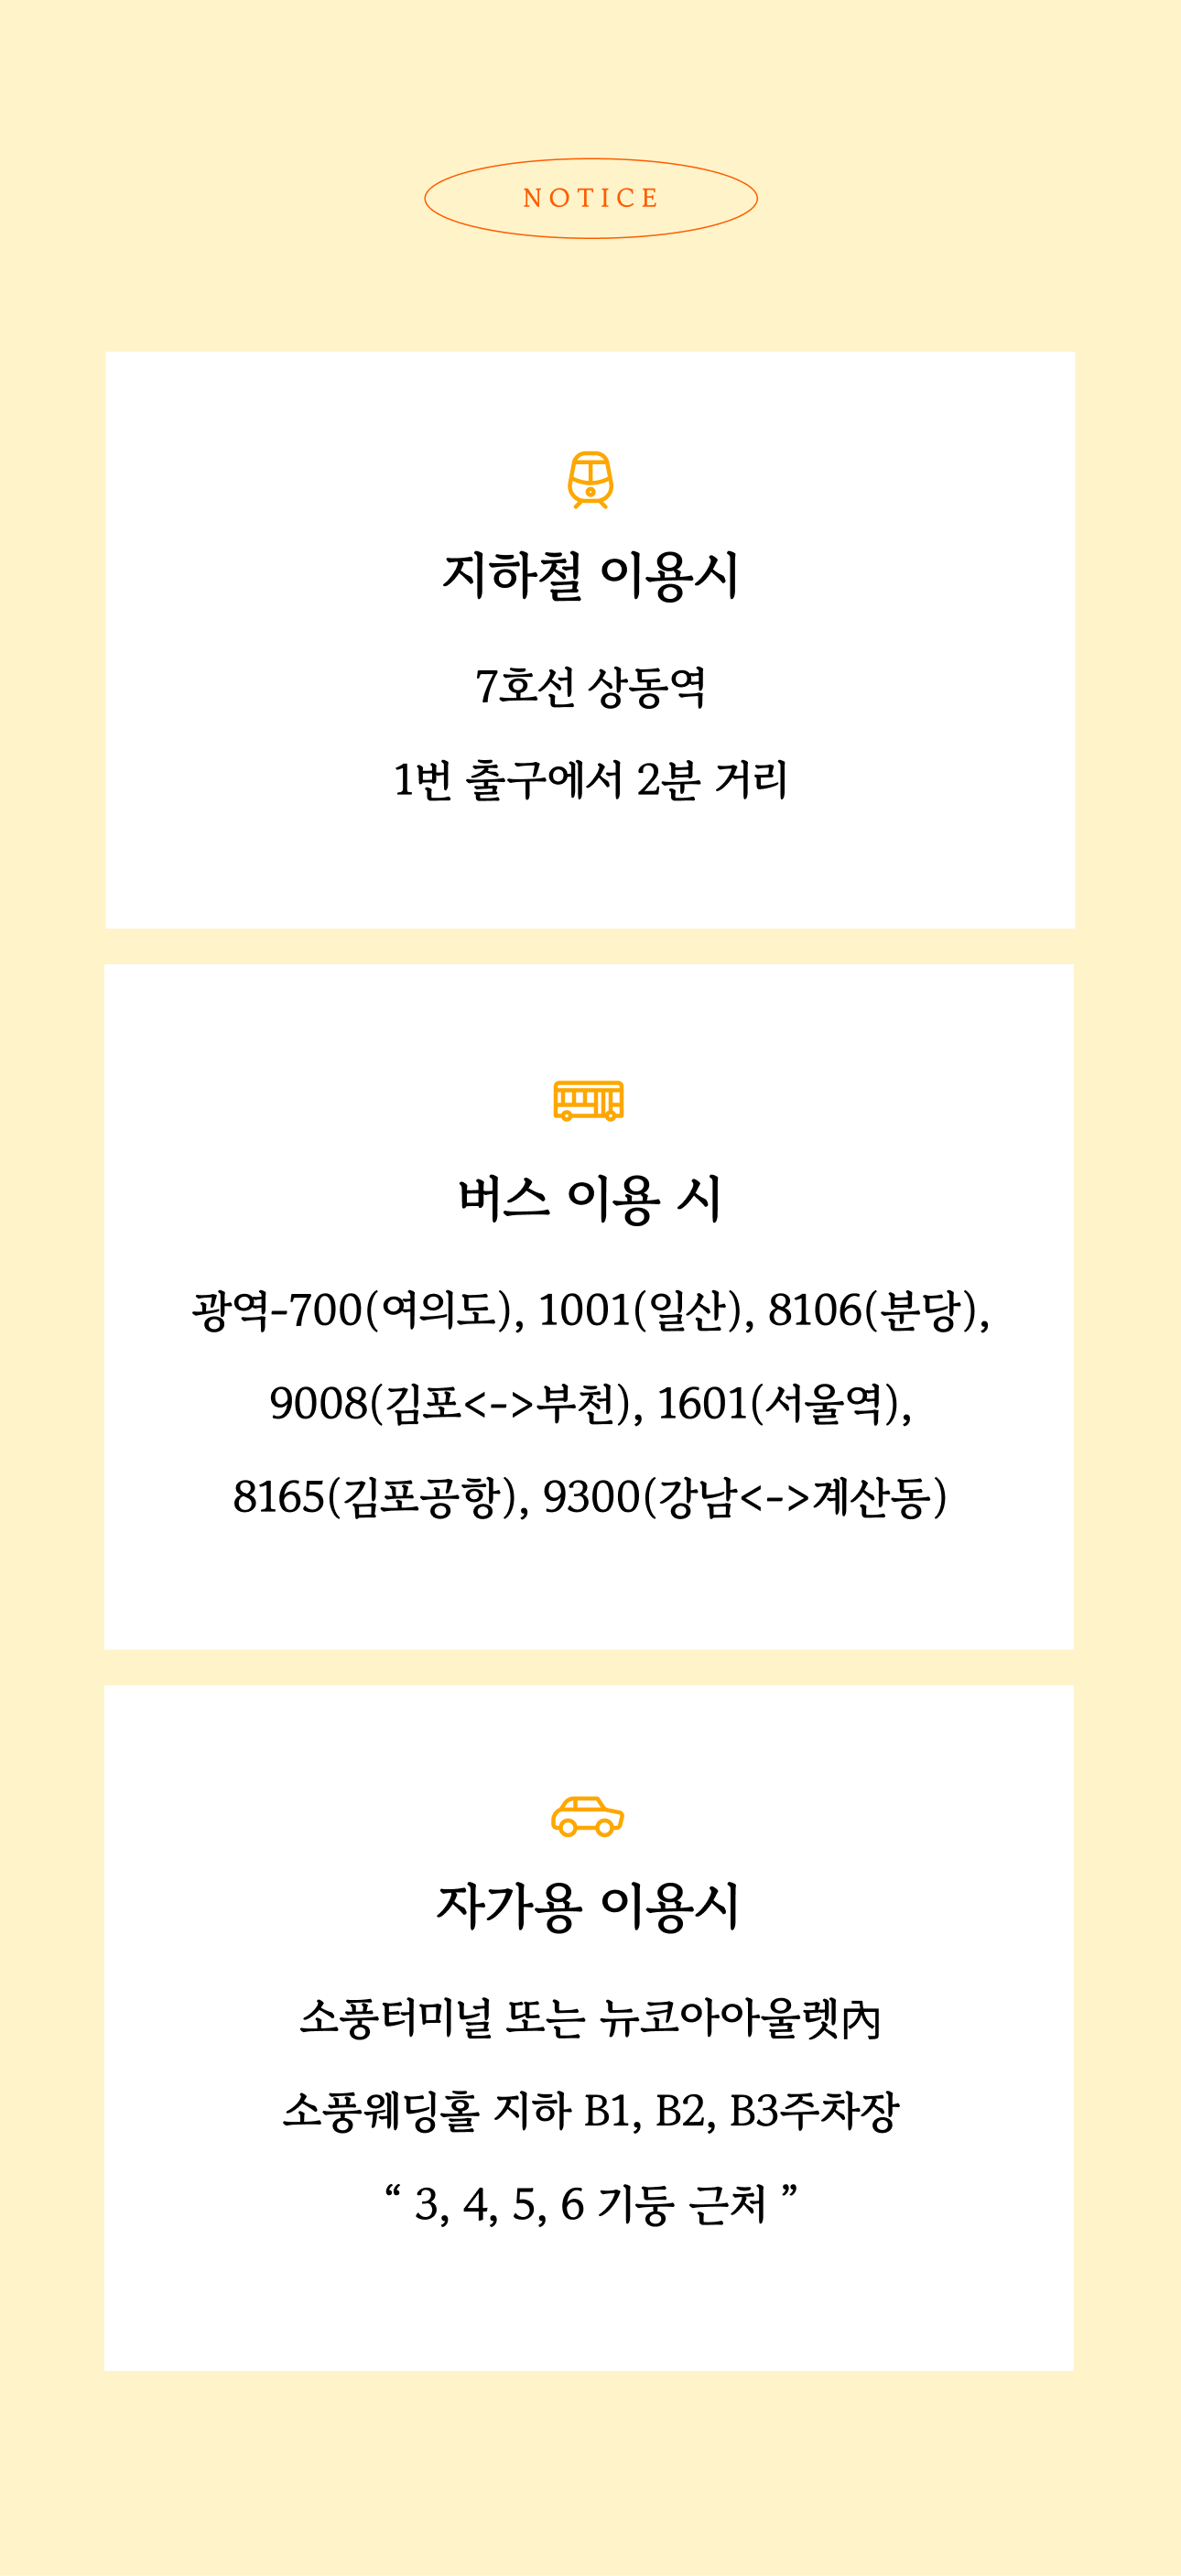 NOTICE
지하철 이용시
7호선 상동역
1번 출구에서 2분 거리
버스 이용 시
광역-700(여의도), 1001(일산), 8106(분당),
9008(김포<->부천), 1601(서울역),
8165(김포공항), 9300(강남<->계산동)
자가용 이용시
소풍터미널 또는 뉴코아아울렛內
소풍웨딩홀 지하 B1, B2, B3주차장
“ 3, 4, 5, 6 기둥 근처 ”